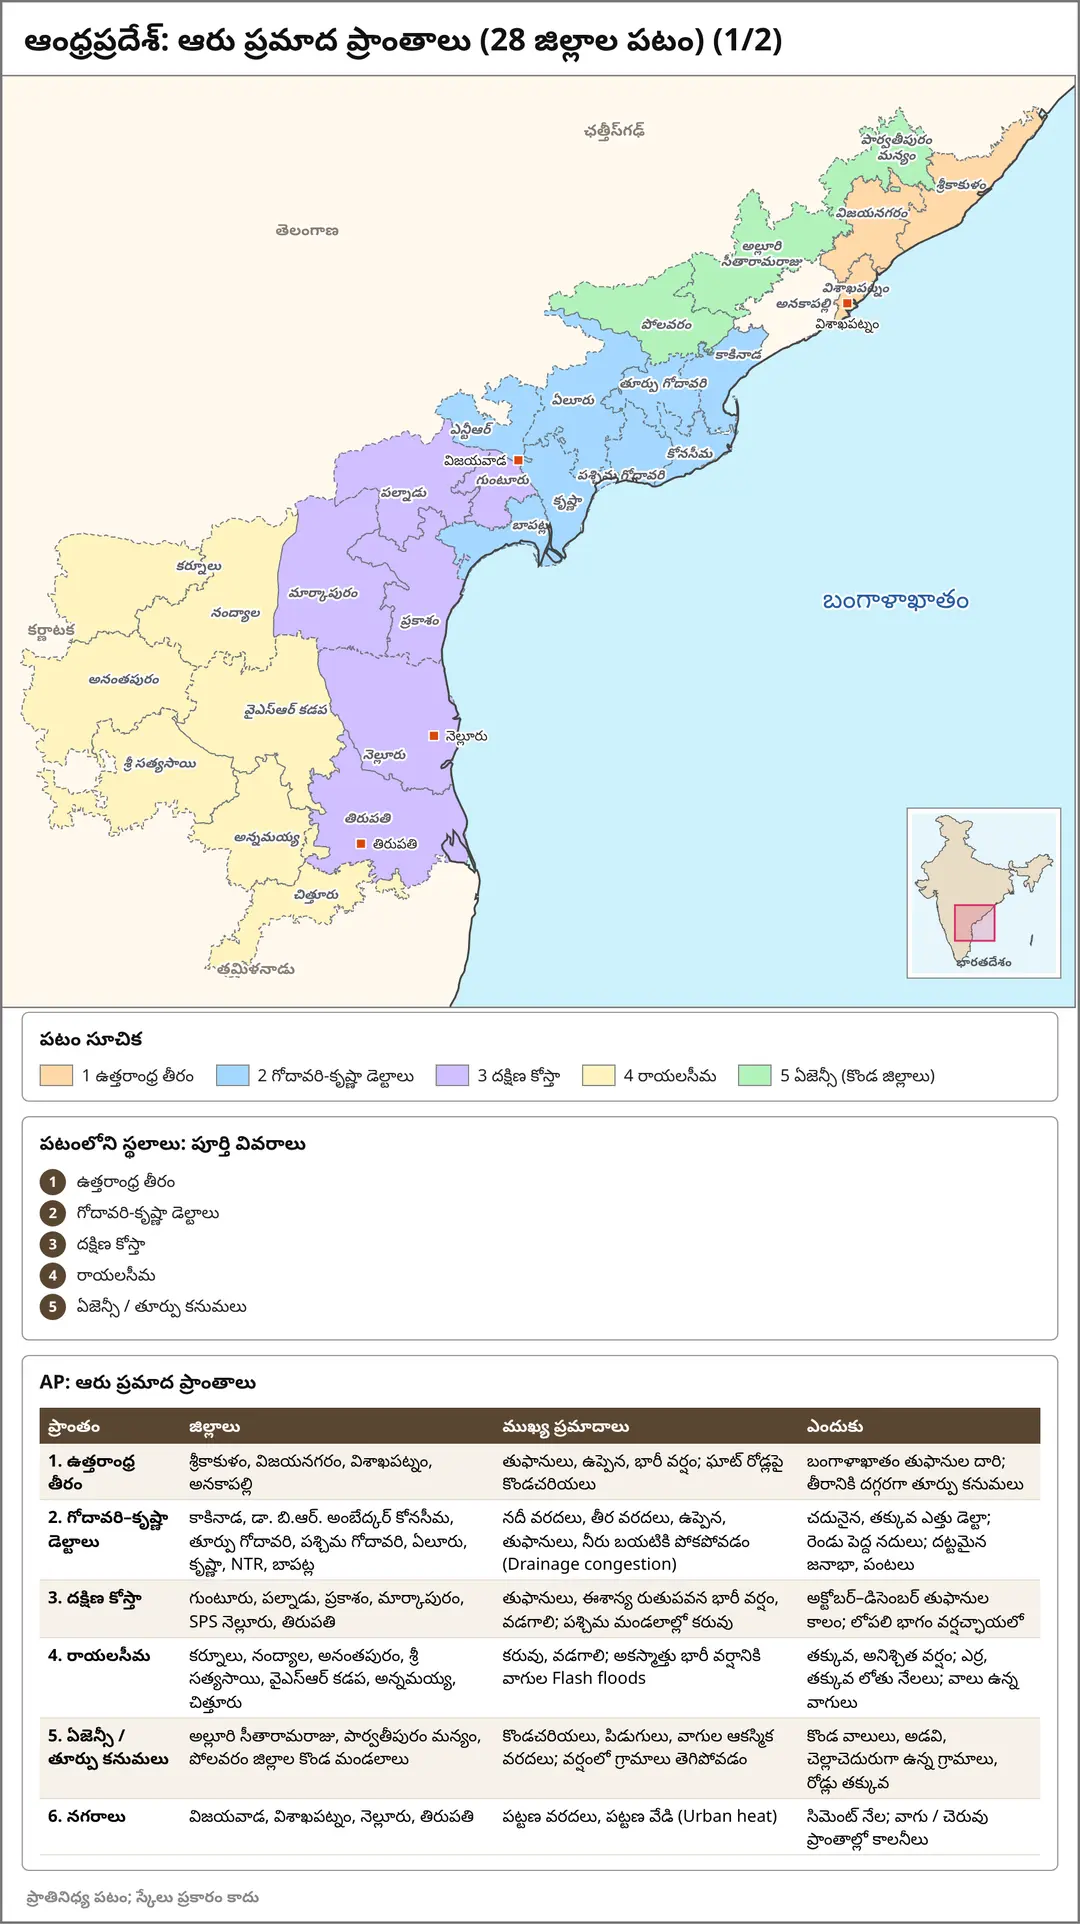 ఆంధ్రప్రదేశ్: ఆరు ప్రమాద ప్రాంతాలు (28 జిల్లాల పటం) (1/2)
ఛత్తీస్‌గఢ్
పార్వతీపురం
మన్యం
శ్రీకాకుళం
విజయనగరం
తెలంగాణ
అల్లూరి
సీతారామరాజు
విశాఖపట్నం
అనకాపల్లి
విశాఖపట్నం
పోలవరం
కాకినాడ
తూర్పు గోదావరి
ఏలూరు
ఎన్టీఆర్
కోనసీమ
విజయవాడ
గుంటూరు
పశ్చిమ గోదావరి
పల్నాడు
కృష్ణా
బాపట్ల
కర్నూలు
మార్కాపురం
బంగాళాఖాతం
నంద్యాల
ప్రకాశం
కర్ణాటక
అనంతపురం
వైఎస్ఆర్ కడప
నెల్లూరు
నెల్లూరు
శ్రీ సత్యసాయి
తిరుపతి
అన్నమయ్య
తిరుపతి
చిత్తూరు
తమిళనాడు
భారతదేశం
పటం సూచిక
1 ఉత్తరాంధ్ర తీరం
2 గోదావరి-కృష్ణా డెల్టాలు
3 దక్షిణ కోస్తా
4 రాయలసీమ
5 ఏజెన్సీ (కొండ జిల్లాలు)
పటంలోని స్థలాలు: పూర్తి వివరాలు
1 ఉత్తరాంధ్ర తీరం
2 గోదావరి-కృష్ణా డెల్టాలు
3 దక్షిణ కోస్తా
4 రాయలసీమ
5 ఏజెన్సీ / తూర్పు కనుమలు
AP: ఆరు ప్రమాద ప్రాంతాలు
ప్రాంతం జిల్లాలు ముఖ్య ప్రమాదాలు ఎందుకు
1. ఉత్తరాంధ్ర
తీరం
శ్రీకాకుళం, విజయనగరం, విశాఖపట్నం,
అనకాపల్లి
తుఫానులు, ఉప్పెన, భారీ వర్షం; ఘాట్ రోడ్లపై
కొండచరియలు
బంగాళాఖాతం తుఫానుల దారి;
తీరానికి దగ్గరగా తూర్పు కనుమలు
2. గోదావరి–కృష్ణా
డెల్టాలు
కాకినాడ, డా. బి.ఆర్. అంబేద్కర్ కోనసీమ,
తూర్పు గోదావరి, పశ్చిమ గోదావరి, ఏలూరు,
కృష్ణా, NTR, బాపట్ల
నదీ వరదలు, తీర వరదలు, ఉప్పెన,
తుఫానులు, నీరు బయటికి పోకపోవడం
(Drainage congestion)
చదునైన, తక్కువ ఎత్తు డెల్టా;
రెండు పెద్ద నదులు; దట్టమైన
జనాభా, పంటలు
3. దక్షిణ కోస్తా
గుంటూరు, పల్నాడు, ప్రకాశం, మార్కాపురం,
SPS నెల్లూరు, తిరుపతి
తుఫానులు, ఈశాన్య రుతుపవన భారీ వర్షం,
వడగాలి; పశ్చిమ మండలాల్లో కరువు
అక్టోబర్–డిసెంబర్ తుఫానుల
కాలం; లోపలి భాగం వర్షచ్ఛాయలో
4. రాయలసీమ
కర్నూలు, నంద్యాల, అనంతపురం, శ్రీ
సత్యసాయి, వైఎస్ఆర్ కడప, అన్నమయ్య,
చిత్తూరు
కరువు, వడగాలి; అకస్మాత్తు భారీ వర్షానికి
వాగుల Flash floods
తక్కువ, అనిశ్చిత వర్షం; ఎర్ర,
తక్కువ లోతు నేలలు; వాలు ఉన్న
వాగులు
5. ఏజెన్సీ /
తూర్పు కనుమలు
అల్లూరి సీతారామరాజు, పార్వతీపురం మన్యం,
పోలవరం జిల్లాల కొండ మండలాలు
కొండచరియలు, పిడుగులు, వాగుల ఆకస్మిక
వరదలు; వర్షంలో గ్రామాలు తెగిపోవడం
కొండ వాలులు, అడవి,
చెల్లాచెదురుగా ఉన్న గ్రామాలు,
రోడ్లు తక్కువ
6. నగరాలు
విజయవాడ, విశాఖపట్నం, నెల్లూరు, తిరుపతి
పట్టణ వరదలు, పట్టణ వేడి (Urban heat)
సిమెంట్ నేల; వాగు / చెరువు
ప్రాంతాల్లో కాలనీలు
ప్రాతినిధ్య పటం; స్కేలు ప్రకారం కాదు